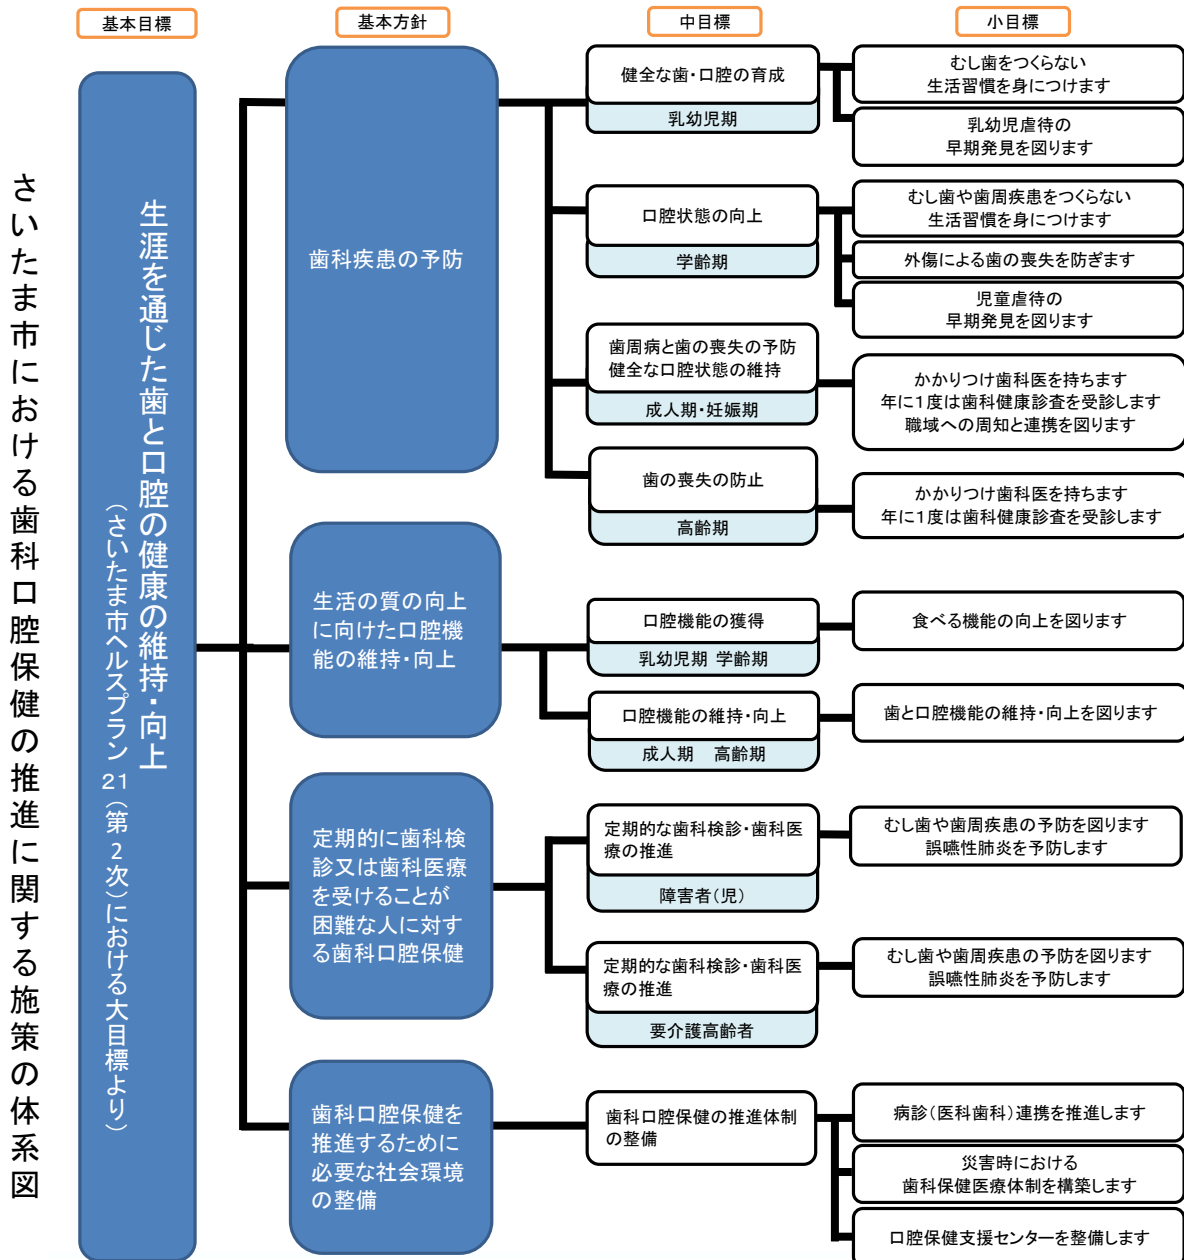 さいたま市における歯科口腔保健の推進に関する施策の体系図
基本目標
基本方針
中目標
小目標
生涯を通じた歯と口腔の健康の維持・向上
（さいたま市ヘルスプラン21（第2次）における大目標より）
歯科疾患の予防
健全な歯・口腔の育成
乳幼児期
むし歯をつくらない
生活習慣を身につけます
乳幼児虐待の
早期発見を図ります
口腔状態の向上
学齢期
むし歯や歯周疾患をつくらない
生活習慣を身につけます
外傷による歯の喪失を防ぎます
児童虐待の
早期発見を図ります
歯周病と歯の喪失の予防
健全な口腔状態の維持
成人期・妊娠期
かかりつけ歯科医を持ちます
年に1度は歯科健康診査を受診します
職域への周知と連携を図ります
歯の喪失の防止
高齢期
かかりつけ歯科医を持ちます
年に1度は歯科健康診査を受診します
生活の質の向上
に向けた口腔機
能の維持・向上
口腔機能の獲得
乳幼児期 学齢期
食べる機能の向上を図ります
口腔機能の維持・向上
成人期　高齢期
歯と口腔機能の維持・向上を図ります
定期的に歯科検
診又は歯科医療
を受けることが
困難な人に対す
る歯科口腔保健
定期的な歯科検診・歯科医
療の推進
障害者（児）
むし歯や歯周疾患の予防を図ります
誤嚥性肺炎を予防します
定期的な歯科検診・歯科医
療の推進
要介護高齢者
むし歯や歯周疾患の予防を図ります
誤嚥性肺炎を予防します
歯科口腔保健を
推進するために
必要な社会環境
の整備
歯科口腔保健の推進体制
の整備
病診（医科歯科）連携を推進します
災害時における
歯科保健医療体制を構築します
口腔保健支援センターを整備します